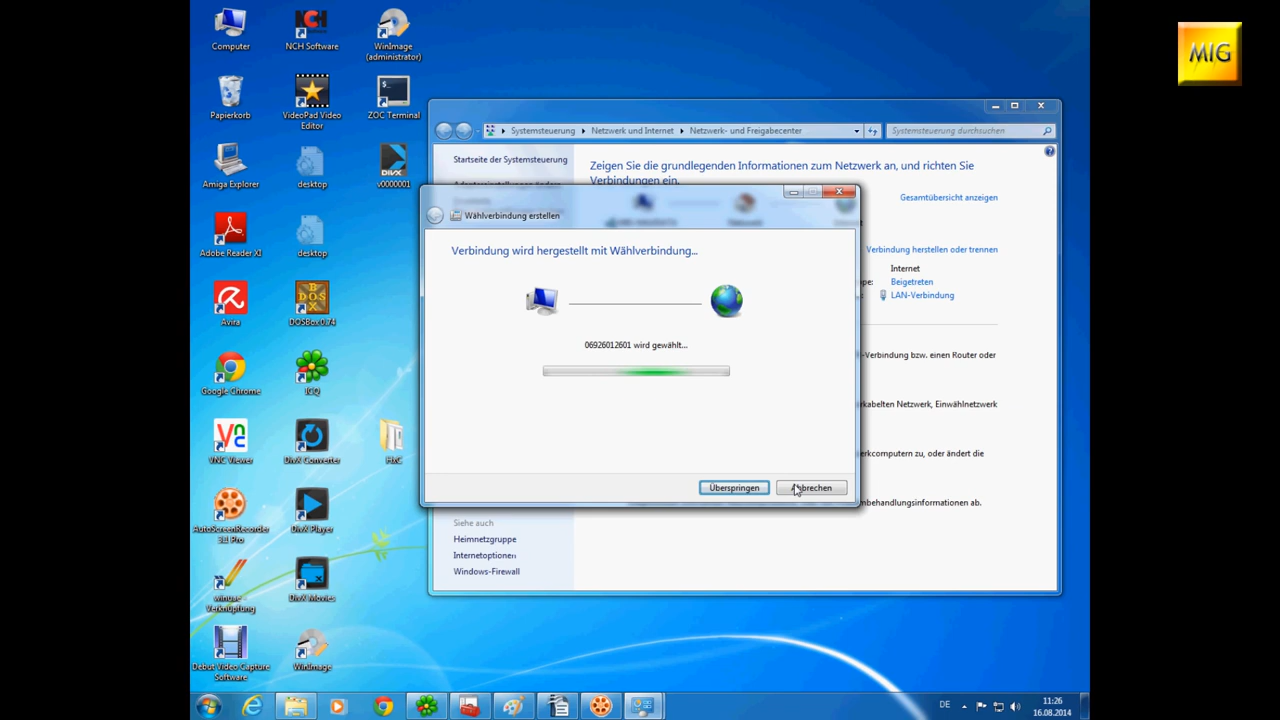 MIG
Computer
NCH Software
WinImage
(administrator)
Papierkorb
VideoPad Video
Editor
ZOC Terminal
Amiga Explorer
desktop
v0000001
Adobe Reader XI
desktop
Avira
DOSBox 0.74
Google Chrome
ICQ
VNC Viewer
DivX Converter
HxC
AutoScreenRecorder
3.1 Pro
DivX Player
winuae -
Verknüpfung
DivX Movies
Debut Video Capture
Software
WinImage
Systemsteuerung
Netzwerk und Internet
Netzwerk- und Freigabecenter
Systemsteuerung durchsuchen
Startseite der Systemsteuerung
Zeigen Sie die grundlegenden Informationen zum Netzwerk an, und richten Sie
Verbindungen ein.
Gesamtübersicht anzeigen
Verbindung herstellen oder trennen
Internet
Beigetreten
LAN-Verbindung
-Verbindung bzw. einen Router oder
kabelten Netzwerk, Einwählnetzwerk
erkcomputern zu, oder ändert die
mbehandlungsinformationen ab.
Wählverbindung erstellen
Verbindung wird hergestellt mit Wählverbindung...
06926012601 wird gewählt...
Überspringen
Abbrechen
Siehe auch
Heimnetzgruppe
Internetoptionen
Windows-Firewall
DE
11:26
16.08.2014